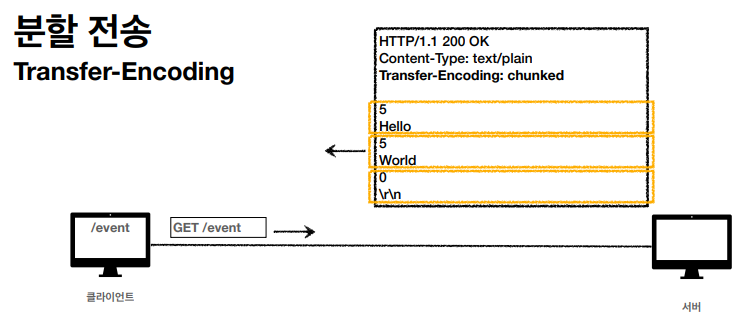 분할 전송
Transfer-Encoding
HTTP/1.1 200 OK
Content-Type: text/plain
Transfer-Encoding: chunked
5
Hello
5
World
0
\r\n
/event
GET /event
클라이언트
서버